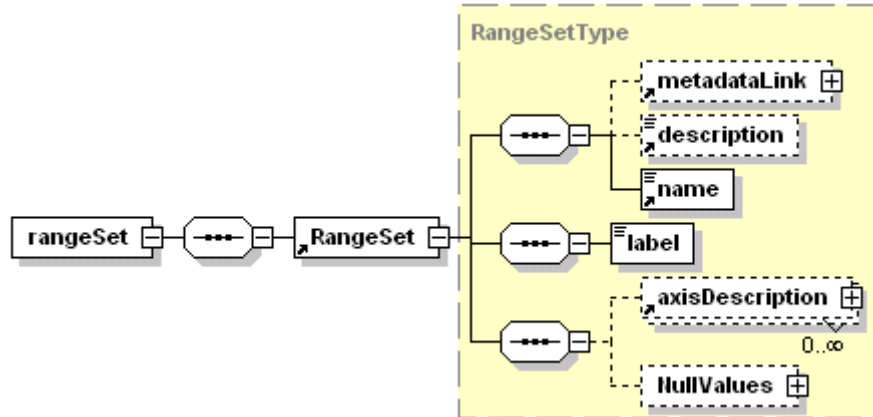 RangeSetType
metadataLink
description
name
rangeSet
RangeSet
label
axisDescription
0..∞
NullValues